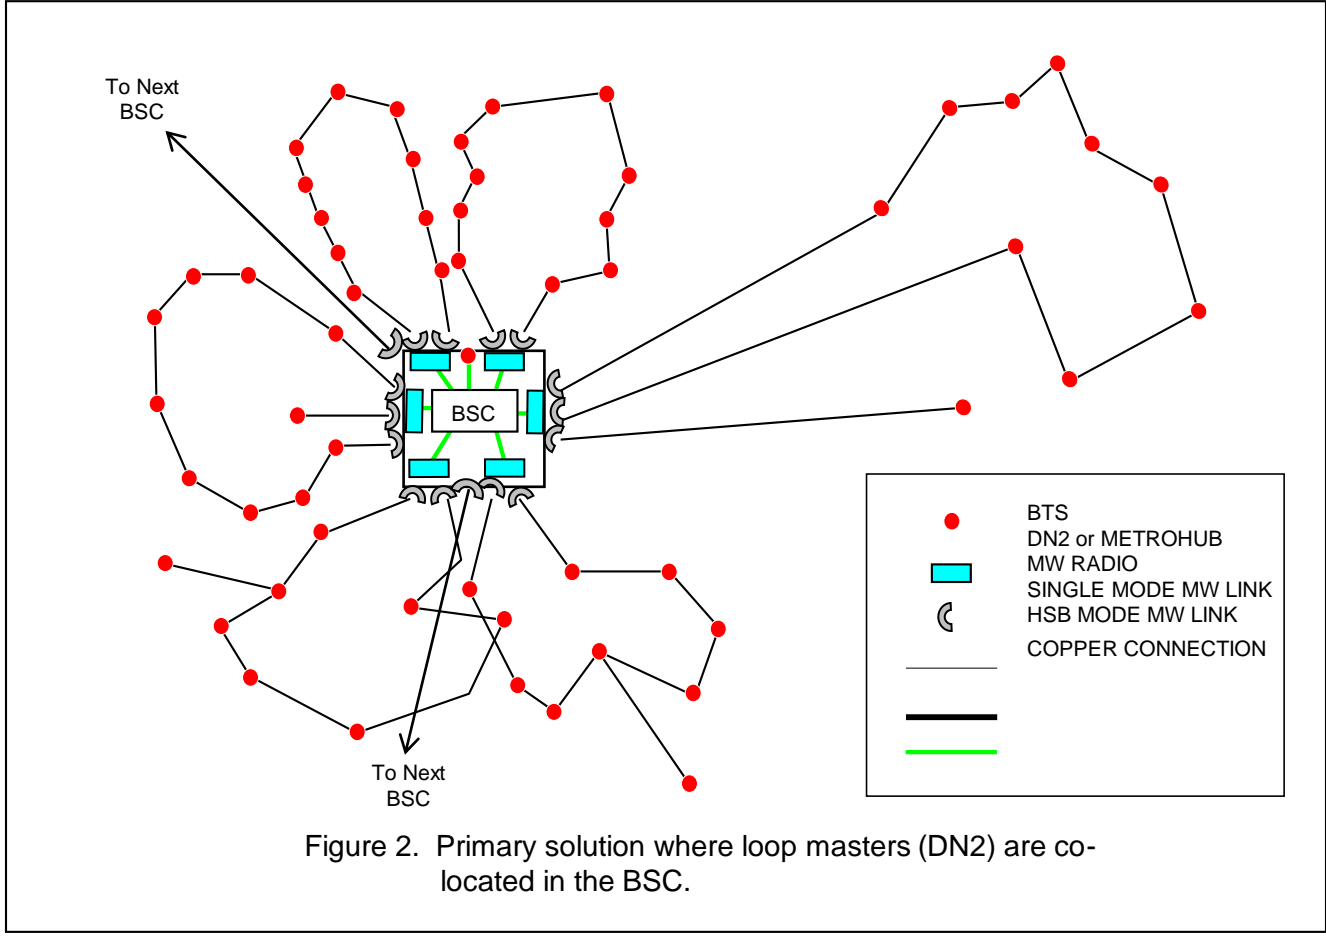 To Next
BSC
BSC
BTS
DN2 or METROHUB
MW RADIO
SINGLE MODE MW LINK
HSB MODE MW LINK
COPPER CONNECTION
To Next
BSC
Figure 2. Primary solution where loop masters (DN2) are co-
located in the BSC.